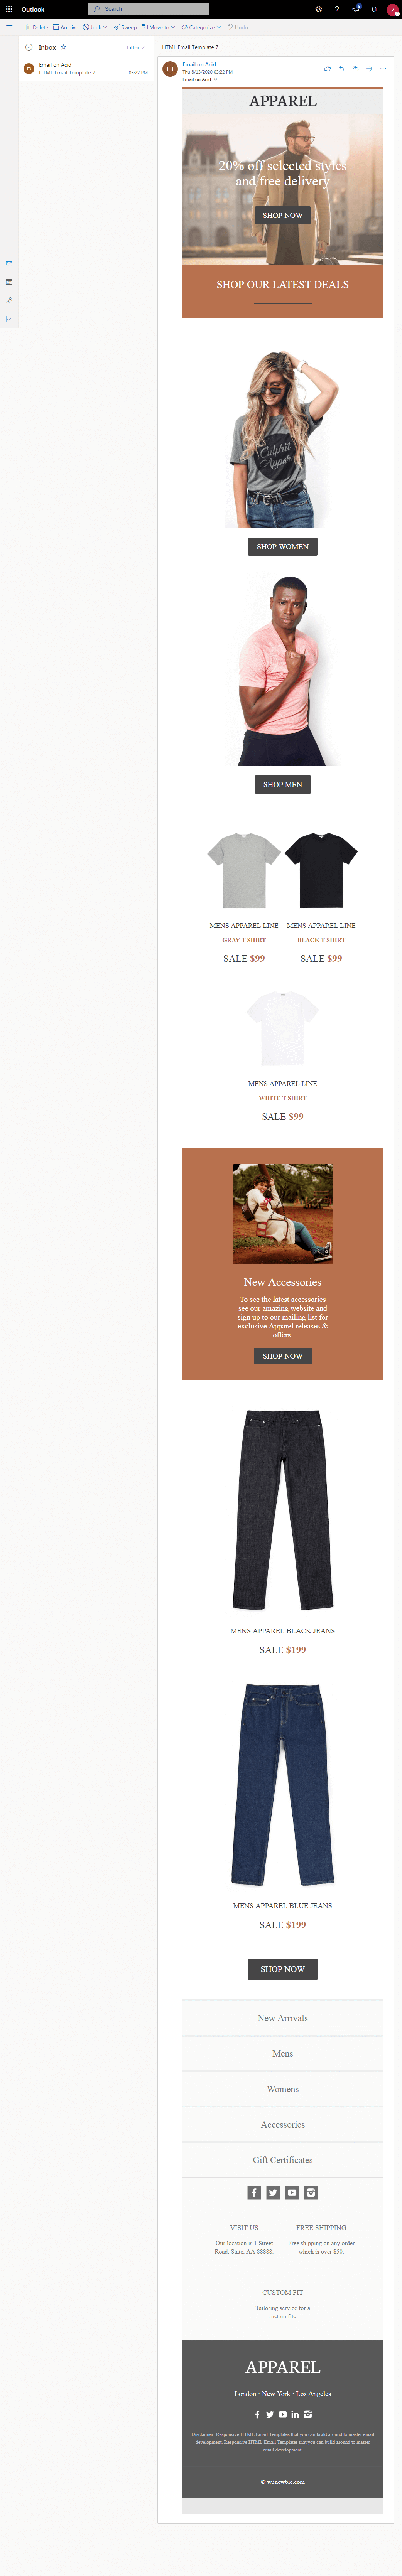 Outlook
Search
Delete Archive Junk Sweep Move to Categorize Undo
Inbox
Filter
HTML Email Template 7
Email on Acid
HTML Email Template 7 03:22 PM
E3
Email on Acid
Thu 8/13/2020 03:22 PM
Email on Acid
APPAREL
20% off selected styles
and free delivery
SHOP NOW
SHOP OUR LATEST DEALS
Culprit
Appar
SHOP WOMEN
SHOP MEN
MENS APPAREL LINE MENS APPAREL LINE
GRAY T-SHIRT BLACK T-SHIRT
SALE $99 SALE $99
MENS APPAREL LINE
WHITE T-SHIRT
SALE $99
New Accessories
To see the latest accessories
see our amazing website and
sign up to our mailing list for
exclusive Apparel releases &
offers.
SHOP NOW
MENS APPAREL BLACK JEANS
SALE $199
MENS APPAREL BLUE JEANS
SALE $199
SHOP NOW
New Arrivals
Mens
Womens
Accessories
Gift Certificates
VISIT US FREE SHIPPING
Our location is 1 Street Free shipping on any order
Road, State, AA 88888. which is over $50.
CUSTOM FIT
Tailoring service for a
custom fits.
APPAREL
London · New York · Los Angeles
Disclaimer: Responsive HTML Email Templates that you can build around to master email
development. Responsive HTML Email Templates that you can build around to master
email development.
© w3newbie.com